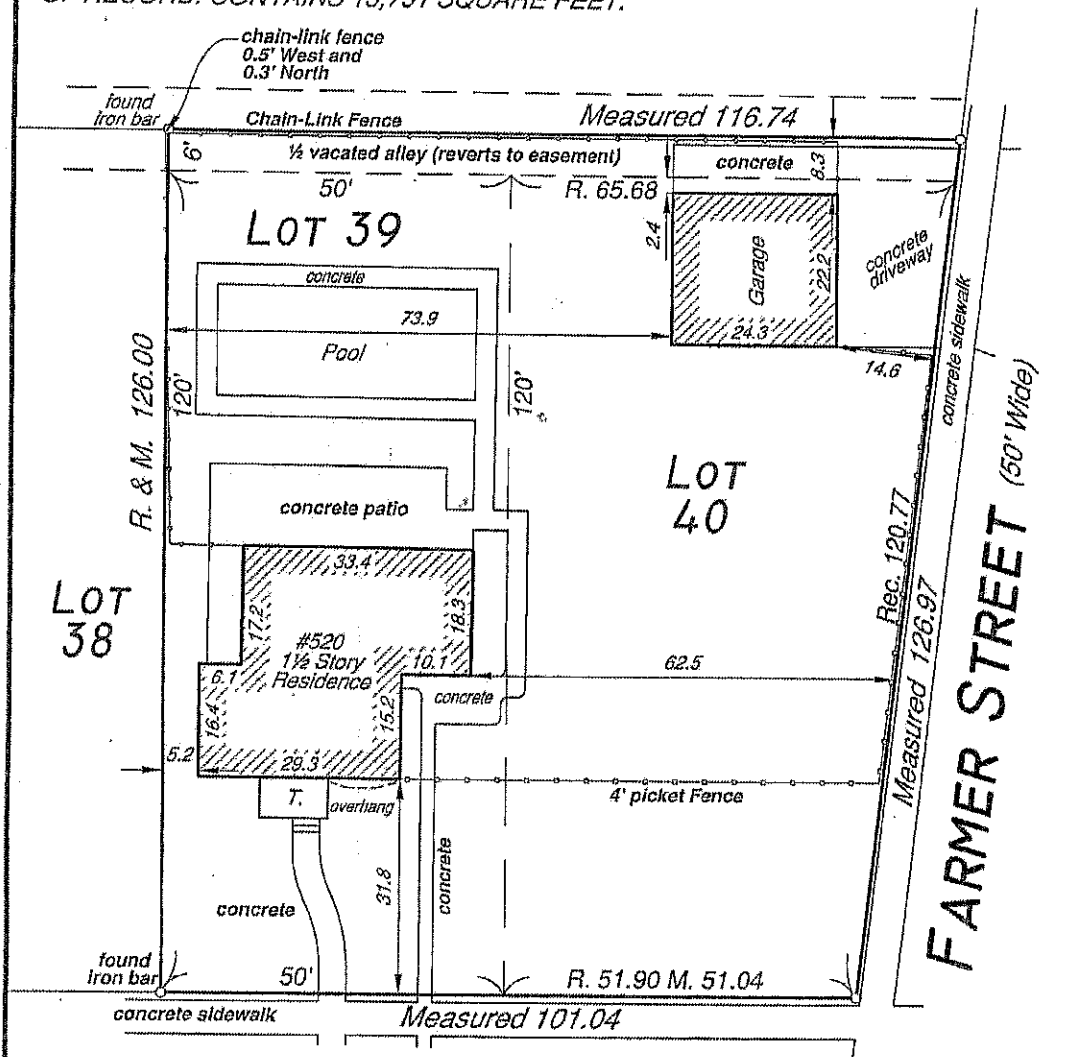 OF RECORD. CONTAINS 13,731 SQUARE FEET.
chain-link fence
0.5' West and
0.3' North
found
iron bar
Chain-Link Fence
Measured 116.74
6'
½ vacated alley (reverts to easement)
concrete
8.3
50'
R. 65.68
2.4
LOT 39
Garage
22.2
24.3
concrete
driveway
concrete
73.9
Pool
14.6
concrete sidewalk
R. & M. 126.00
120'
120'
LOT
40
concrete patio
Rec. 120.77
Measured 126.97
FARMER STREET (50' Wide)
LOT
38
33.4
17.2
18.3
#520
1½ Story
Residence
10.1
62.5
6.1
concrete
16.4
15.2
5.2
29.3
T.
overhang
4' picket Fence
31.8
concrete
concrete
found
iron bar
50'
R. 51.90 M. 51.04
concrete sidewalk
Measured 101.04